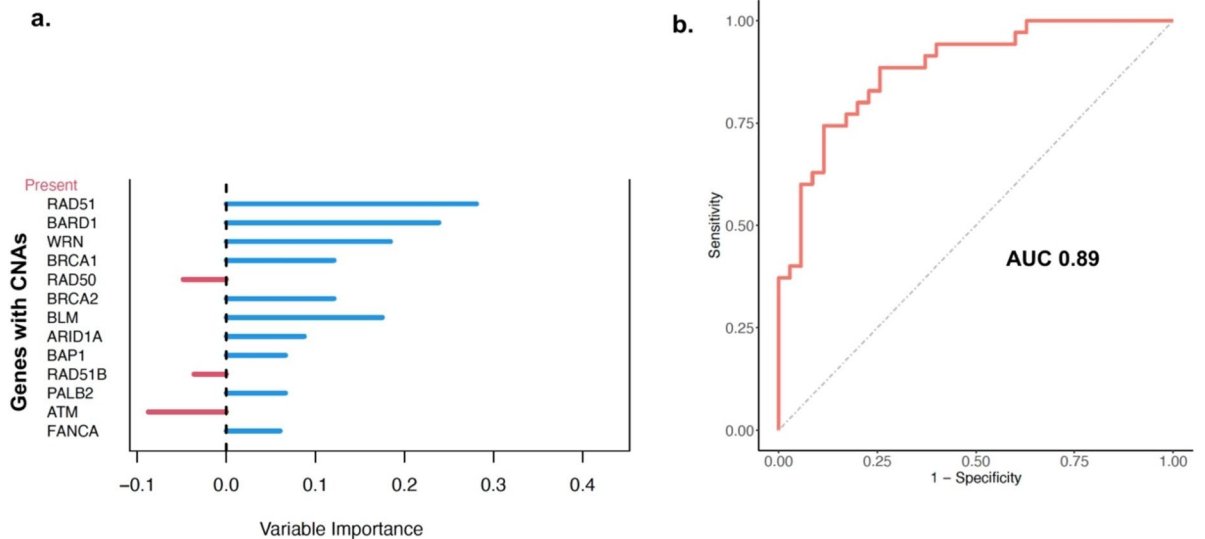 a.
Present
Genes with CNAs
RAD51
BARD1
WRN
BRCA1
RAD50
BRCA2
BLM
ARID1A
BAP1
RAD51B
PALB2
ATM
FANCA
−0.1 0.0 0.1 0.2 0.3 0.4
Variable Importance
b.
1.00
0.75
0.50
0.25
0.00
Sensitivity
AUC 0.89
0.00 0.25 0.50 0.75 1.00
1 − Specificity